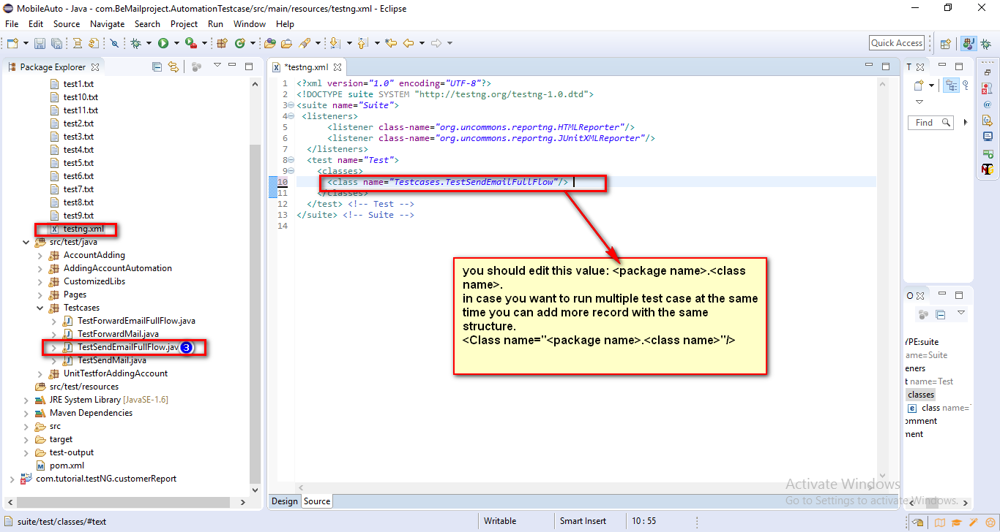 MobileAuto - Java - com.BeMailproject.AutomationTestcase/src/main/resources/testng.xml - Eclipse
File Edit Source Navigate Search Project Run Window Help
Quick Access
Package Explorer
test1.txt
test10.txt
test11.txt
test2.txt
test3.txt
test4.txt
test5.txt
test6.txt
test7.txt
test8.txt
test9.txt
testng.xml
src/test/java
AccountAdding
AddingAccountAutomation
CustomizedLibs
Pages
Testcases
TestForwardEmailFullFlow.java
TestForwardMail.java
TestSendEmailFullFlow.jav 3
TestSendMail.java
UnitTestforAddingAccount
src/test/resources
JRE System Library [JavaSE-1.6]
Maven Dependencies
src
target
test-output
pom.xml
com.tutorial.testNG.customerReport
*testng.xml
1 <?xml version="1.0" encoding="UTF-8"?>
2 <!DOCTYPE suite SYSTEM "http://testng.org/testng-1.0.dtd">
3 <suite name="Suite">
4 <listeners>
5 <listener class-name="org.uncommons.reportng.HTMLReporter"/>
6 <listener class-name="org.uncommons.reportng.JUnitXMLReporter"/>
7 </listeners>
8 <test name="Test">
9 <classes>
10 <class name="Testcases.TestSendEmailFullFlow"/>
11 </classes>
12 </test> <!-- Test -->
13 </suite> <!-- Suite -->
14
you should edit this value: <package name>.<class
name>.
in case you want to run multiple test case at the same
time you can add more record with the same
structure.
<Class name="<package name>.<class name>"/>
Design Source
T
Find
O
/PE:suite
ame=Suite
eners
t name=Test
classes
e class name=
omment
ment
Activate Windows
Go to Settings to activate Windows.
suite/test/classes/#text
Writable
Smart Insert
10 : 55